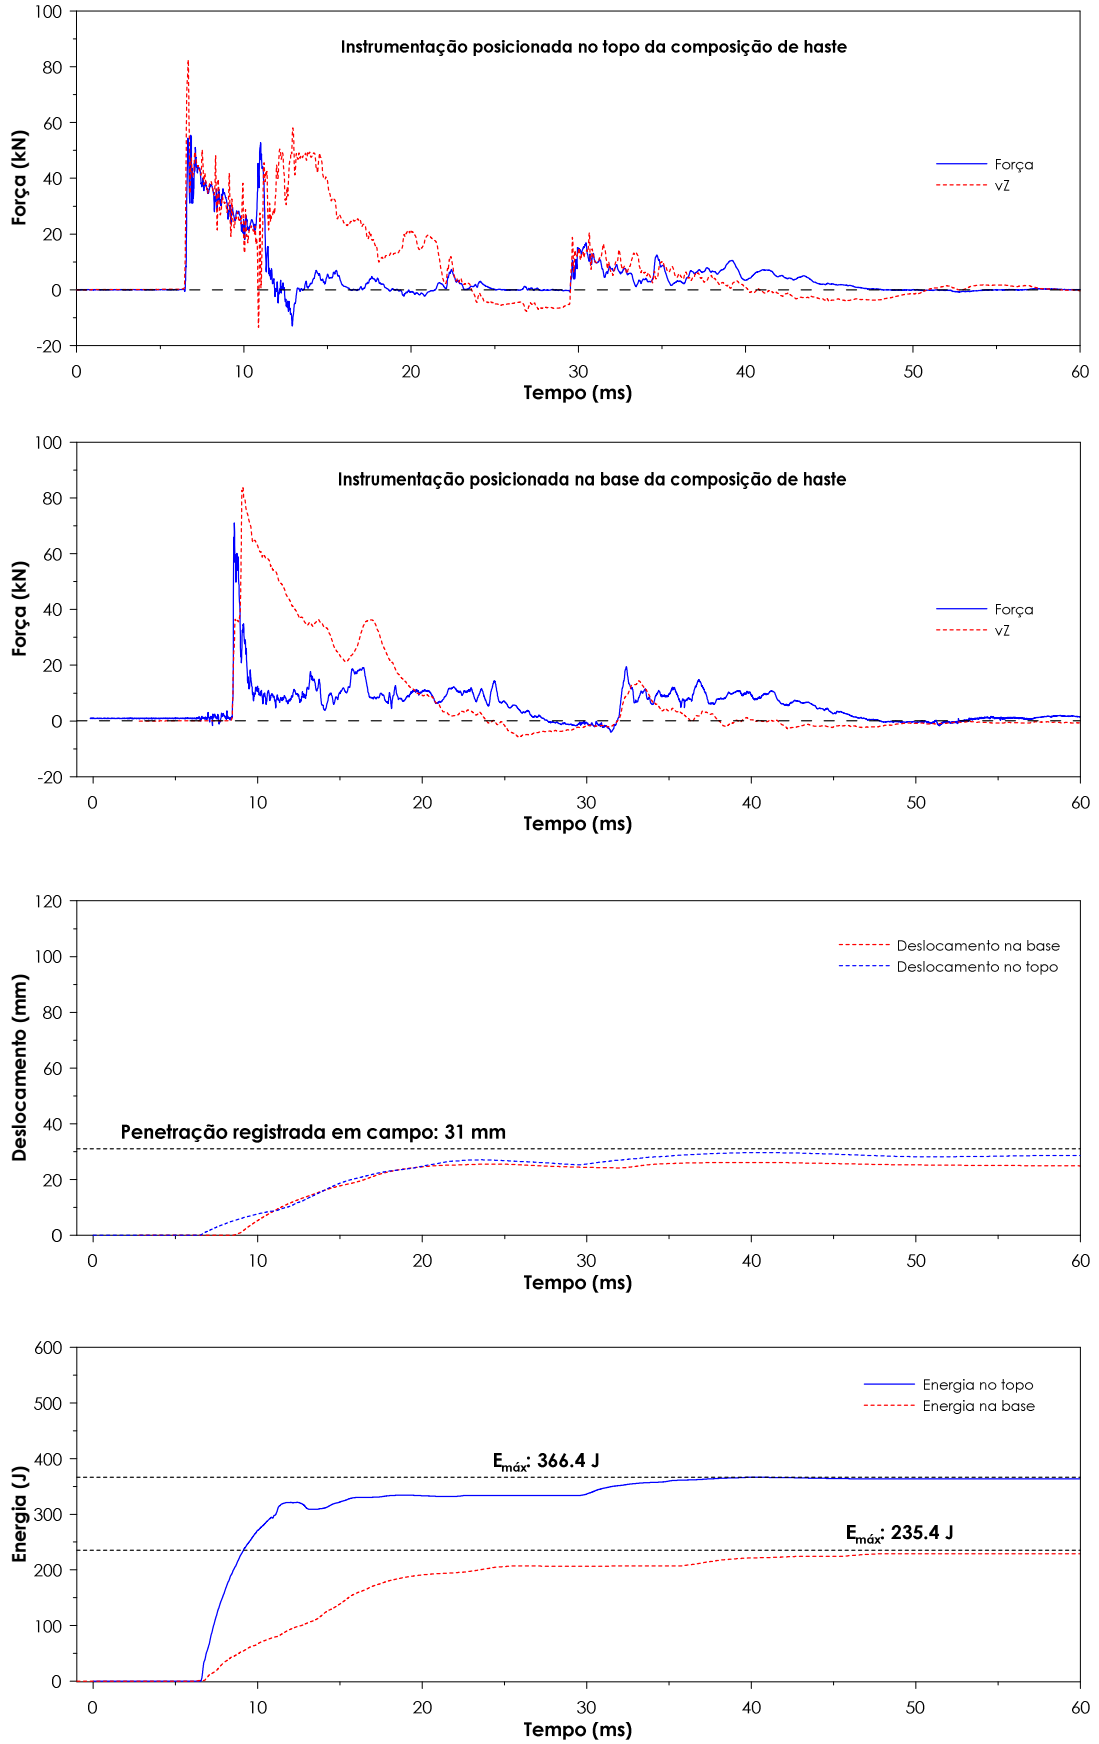 100
80
60
40
20
0
-20
Força (kN)
Instrumentação posicionada no topo da composição de haste
Força
vZ
0 10 20 30 40 50 60
Tempo (ms)
100
80
60
40
20
0
-20
Força (kN)
Instrumentação posicionada na base da composição de haste
Força
vZ
0 10 20 30 40 50 60
Tempo (ms)
120
100
80
60
40
20
0
Deslocamento (mm)
Deslocamento na base
Deslocamento no topo
Penetração registrada em campo: 31 mm
0 10 20 30 40 50 60
Tempo (ms)
600
500
400
300
200
100
0
Energia (J)
Energia no topo
Energia na base
Emáx: 366.4 J
Emáx: 235.4 J
0 10 20 30 40 50 60
Tempo (ms)